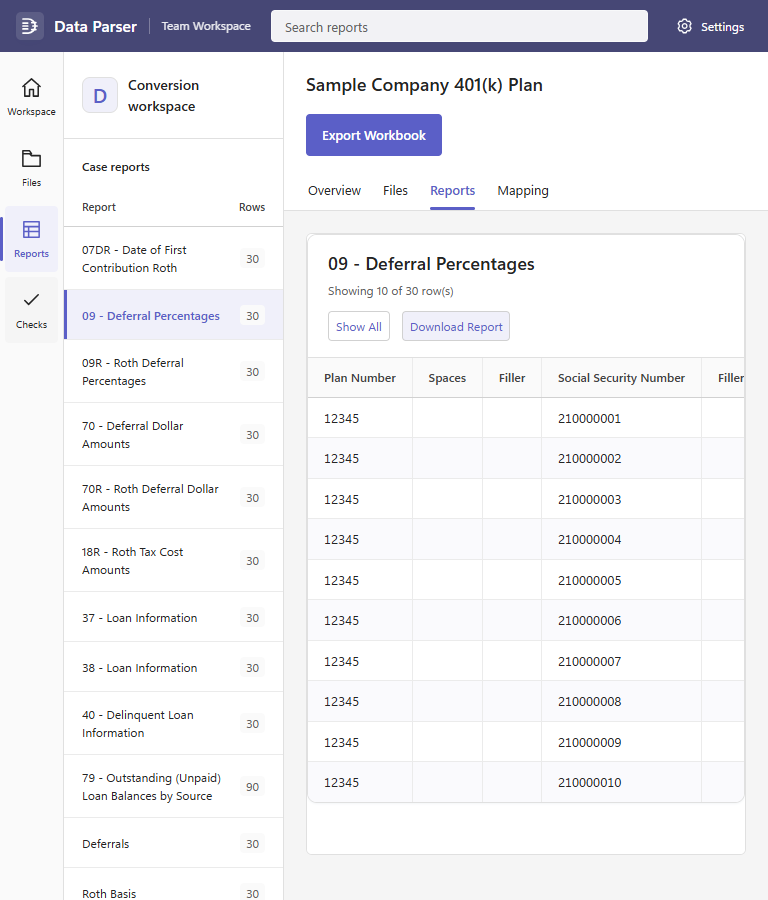 Data Parser
Team Workspace
Search reports
Settings
Workspace
Files
Reports
Checks
D
Conversion
workspace
Case reports
Report Rows
07DR - Date of First
Contribution Roth
30
09 - Deferral Percentages 30
09R - Roth Deferral
Percentages
30
70 - Deferral Dollar
Amounts
30
70R - Roth Deferral Dollar
Amounts
30
18R - Roth Tax Cost
Amounts
30
37 - Loan Information 30
38 - Loan Information 30
40 - Delinquent Loan
Information
30
79 - Outstanding (Unpaid)
Loan Balances by Source
90
Deferrals 30
Roth Basis 30
Sample Company 401(k) Plan
Export Workbook
Overview Files Reports Mapping
09 - Deferral Percentages
Showing 10 of 30 row(s)
Show All Download Report
Plan Number Spaces Filler Social Security Number Filler
12345 210000001
12345 210000002
12345 210000003
12345 210000004
12345 210000005
12345 210000006
12345 210000007
12345 210000008
12345 210000009
12345 210000010